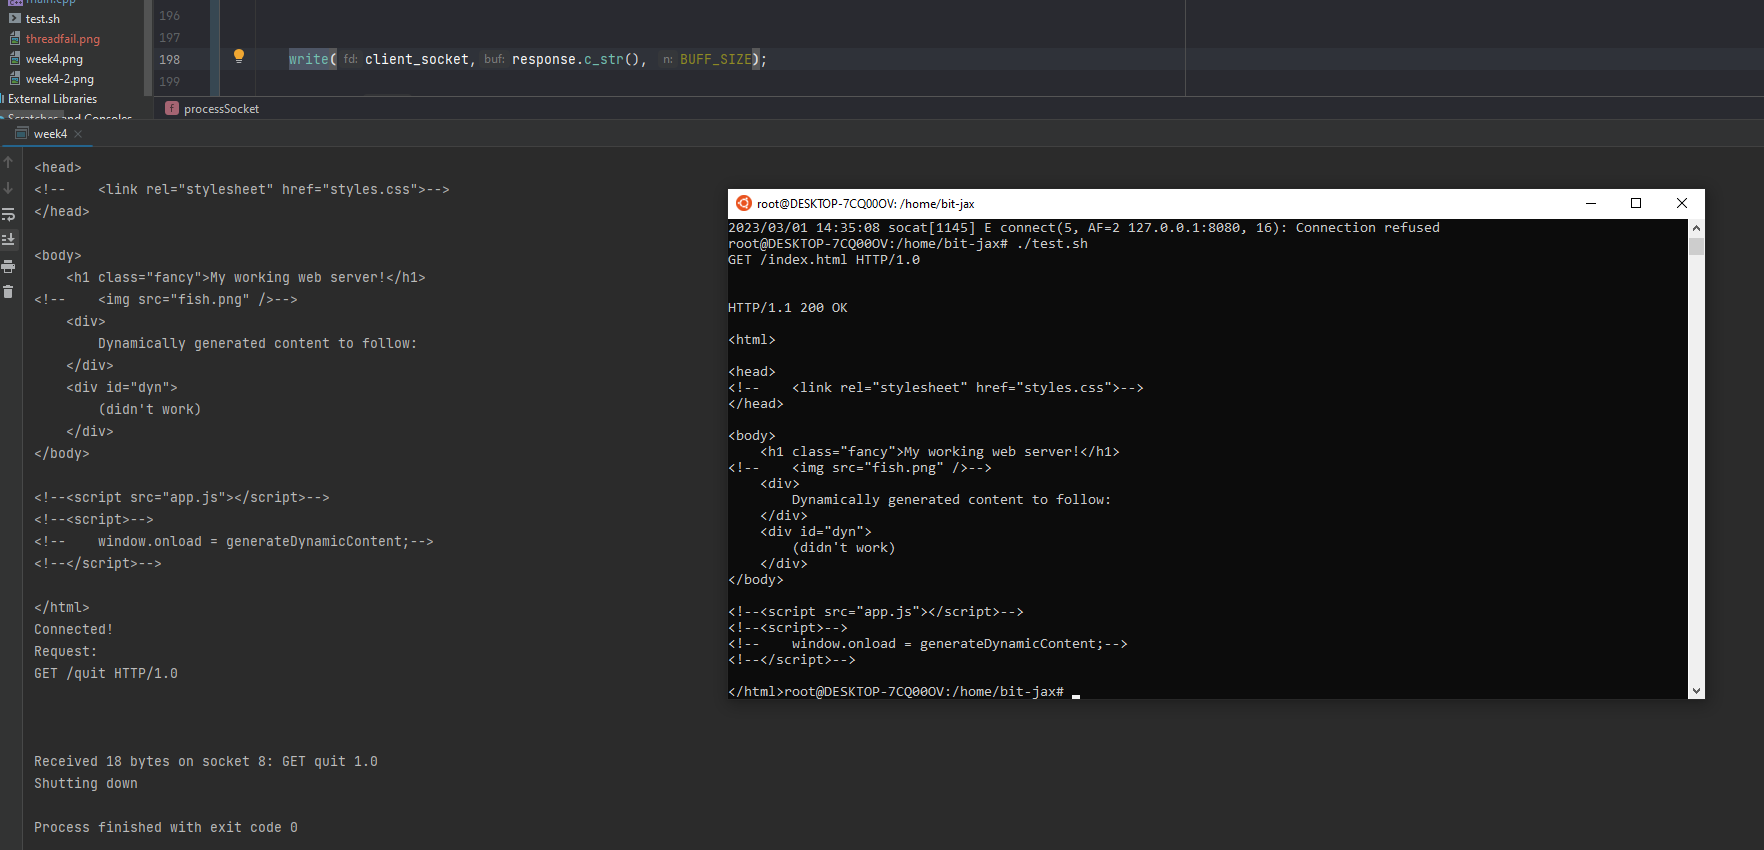 main.cpp
test.sh
threadfail.png
week4.png
week4-2.png
External Libraries
Scratches and Consoles
196
197
198 write( fd: client_socket, buf: response.c_str(), n: BUFF_SIZE);
199
f processSocket
week4
<head>
<!--    <link rel="stylesheet" href="styles.css">-->
</head>
<body>
    <h1 class="fancy">My working web server!</h1>
<!--    <img src="fish.png" />-->
    <div>
        Dynamically generated content to follow:
    </div>
    <div id="dyn">
        (didn't work)
    </div>
</body>
<!--<script src="app.js"></script>-->
<!--<script>-->
<!--    window.onload = generateDynamicContent;-->
<!--</script>-->
</html>
Connected!
Request:
GET /quit HTTP/1.0
Received 18 bytes on socket 8: GET quit 1.0
Shutting down
Process finished with exit code 0
root@DESKTOP-7CQ00OV: /home/bit-jax
2023/03/01 14:35:08 socat[1145] E connect(5, AF=2 127.0.0.1:8080, 16): Connection refused
root@DESKTOP-7CQ00OV:/home/bit-jax# ./test.sh
GET /index.html HTTP/1.0
HTTP/1.1 200 OK
<html>
<head>
<!--    <link rel="stylesheet" href="styles.css">-->
</head>
<body>
    <h1 class="fancy">My working web server!</h1>
<!--    <img src="fish.png" />-->
    <div>
        Dynamically generated content to follow:
    </div>
    <div id="dyn">
        (didn't work)
    </div>
</body>
<!--<script src="app.js"></script>-->
<!--<script>-->
<!--    window.onload = generateDynamicContent;-->
<!--</script>-->
</html>root@DESKTOP-7CQ00OV:/home/bit-jax#